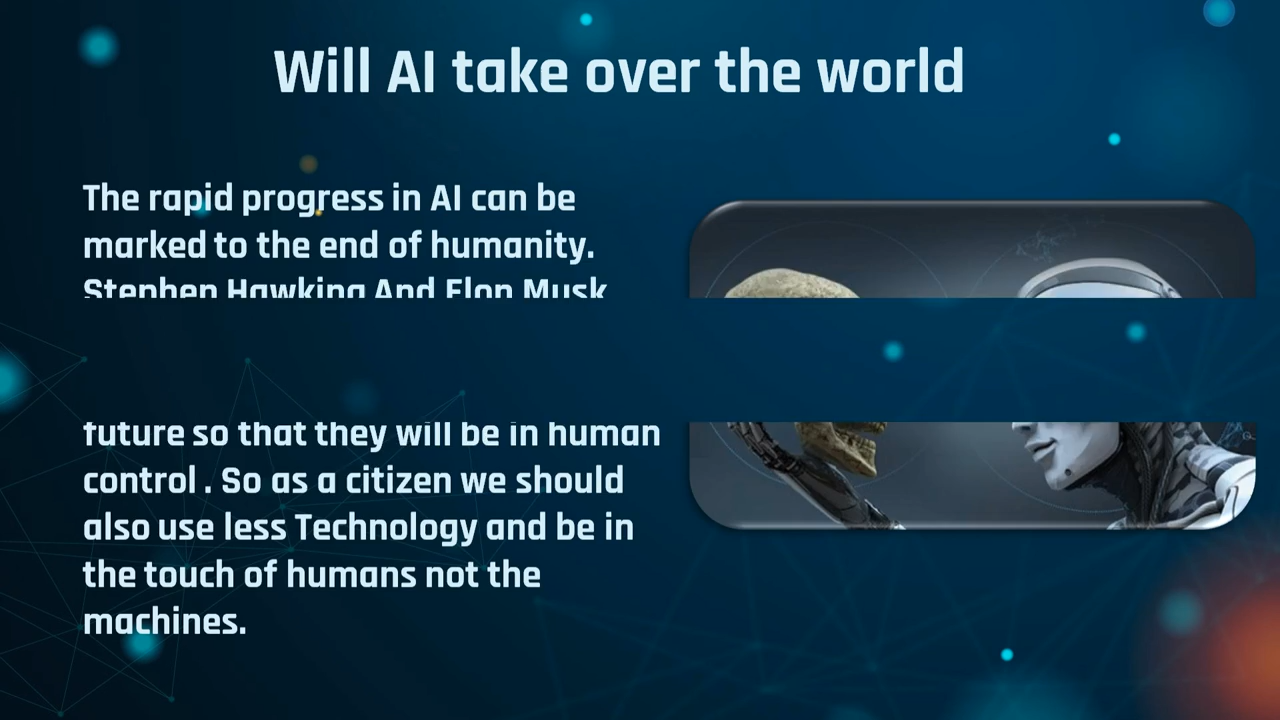 Will AI take over the world
The rapid progress in AI can be
marked to the end of humanity.
Stephen Hawking And Elon Musk
future so that they will be in human
control . So as a citizen we should
also use less Technology and be in
the touch of humans not the
machines.